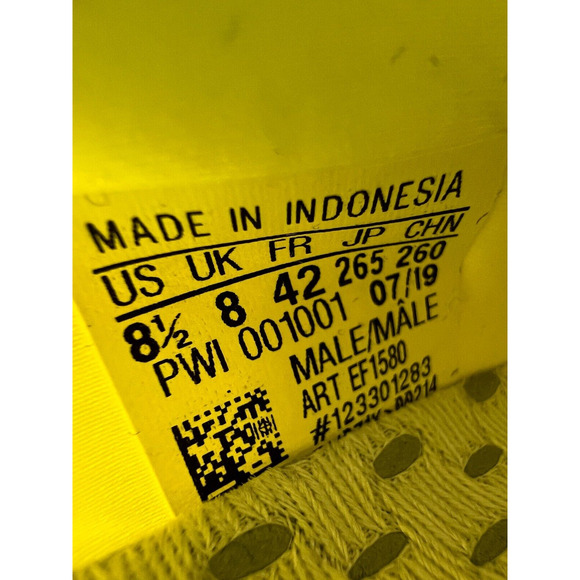 MADE IN INDONESIA
US UK FR JP CHN
8½ 8 42 265 260
PWI 001001 07/19
MALE/MÂLE
ART EF1580
#123301283